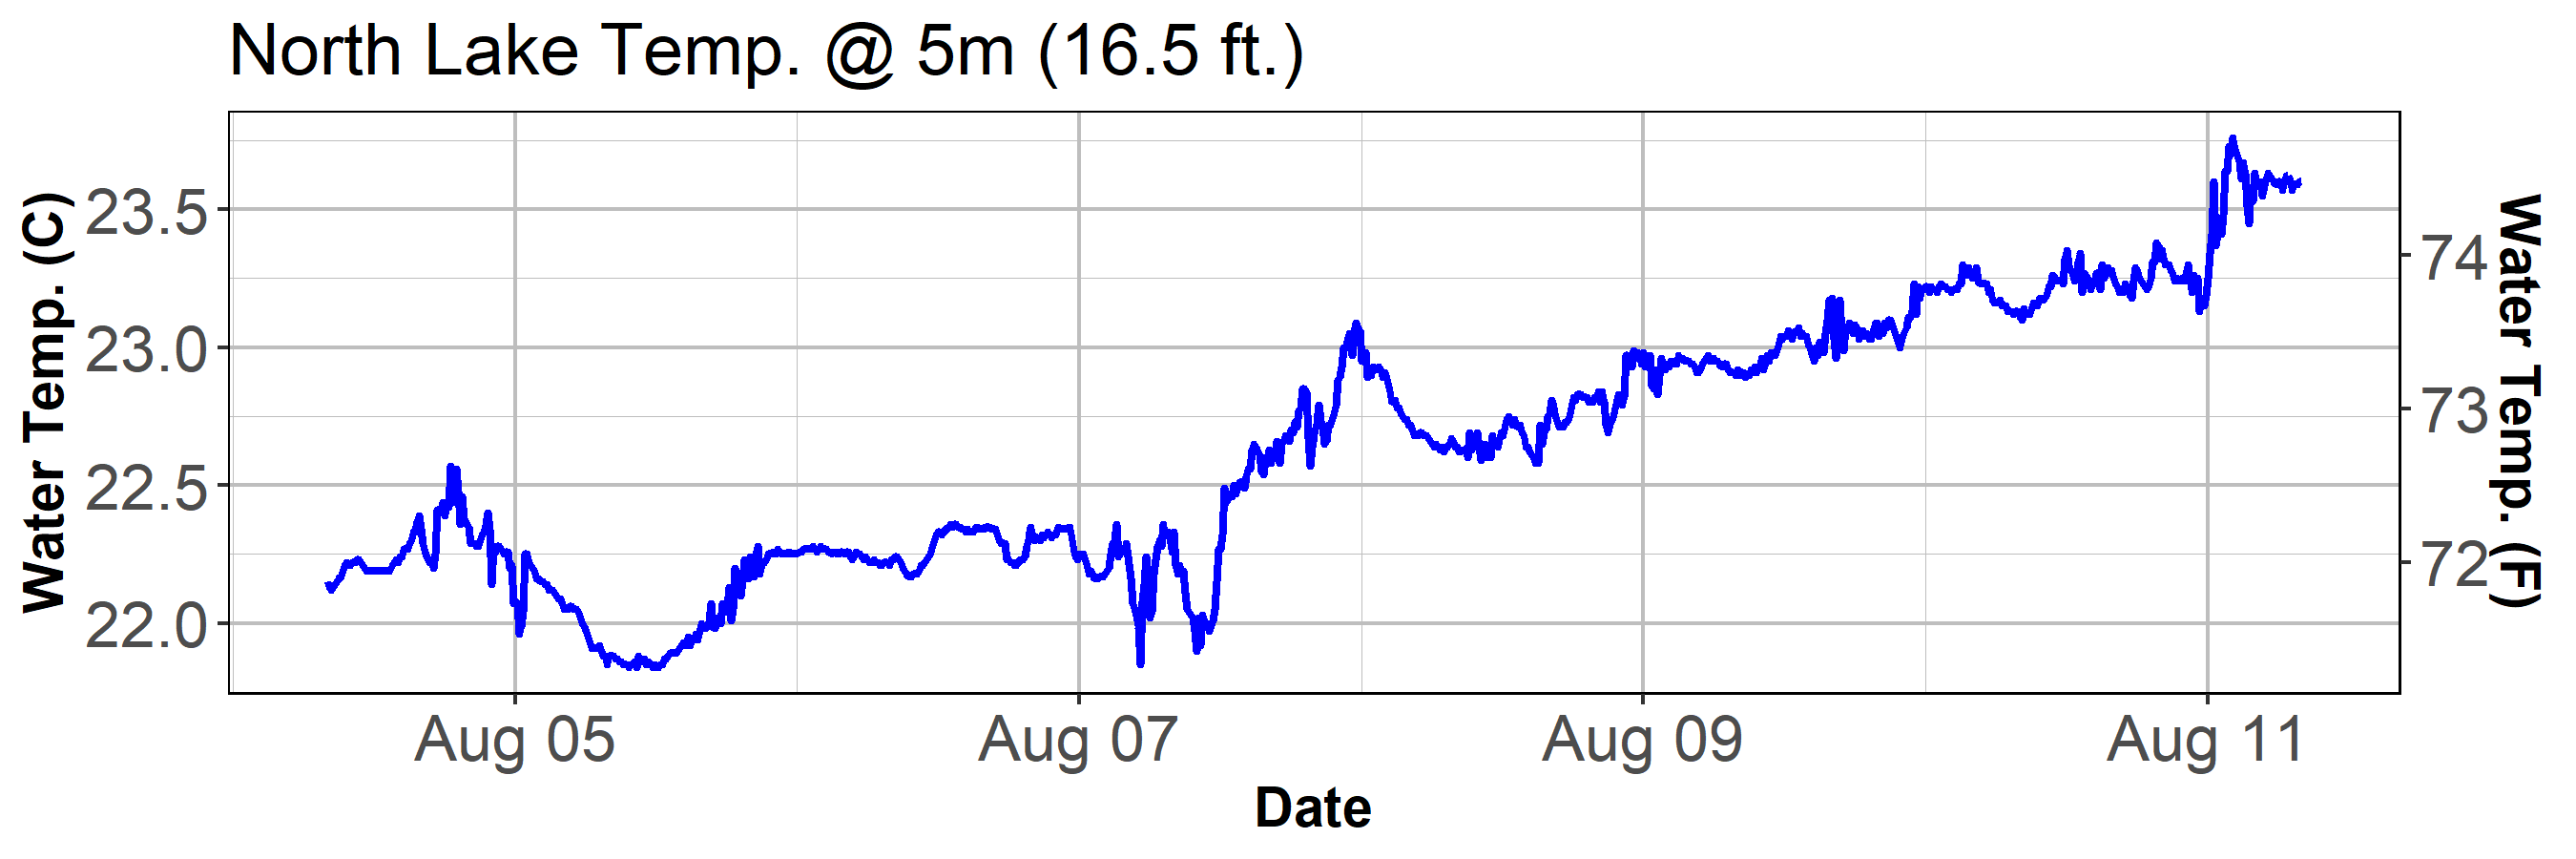 North Lake Temp. @ 5m (16.5 ft.)
Water Temp. (C)
23.5
23.0
22.5
22.0
74
73
72
Water Temp. (F)
Aug 05 Aug 07 Aug 09 Aug 11
Date